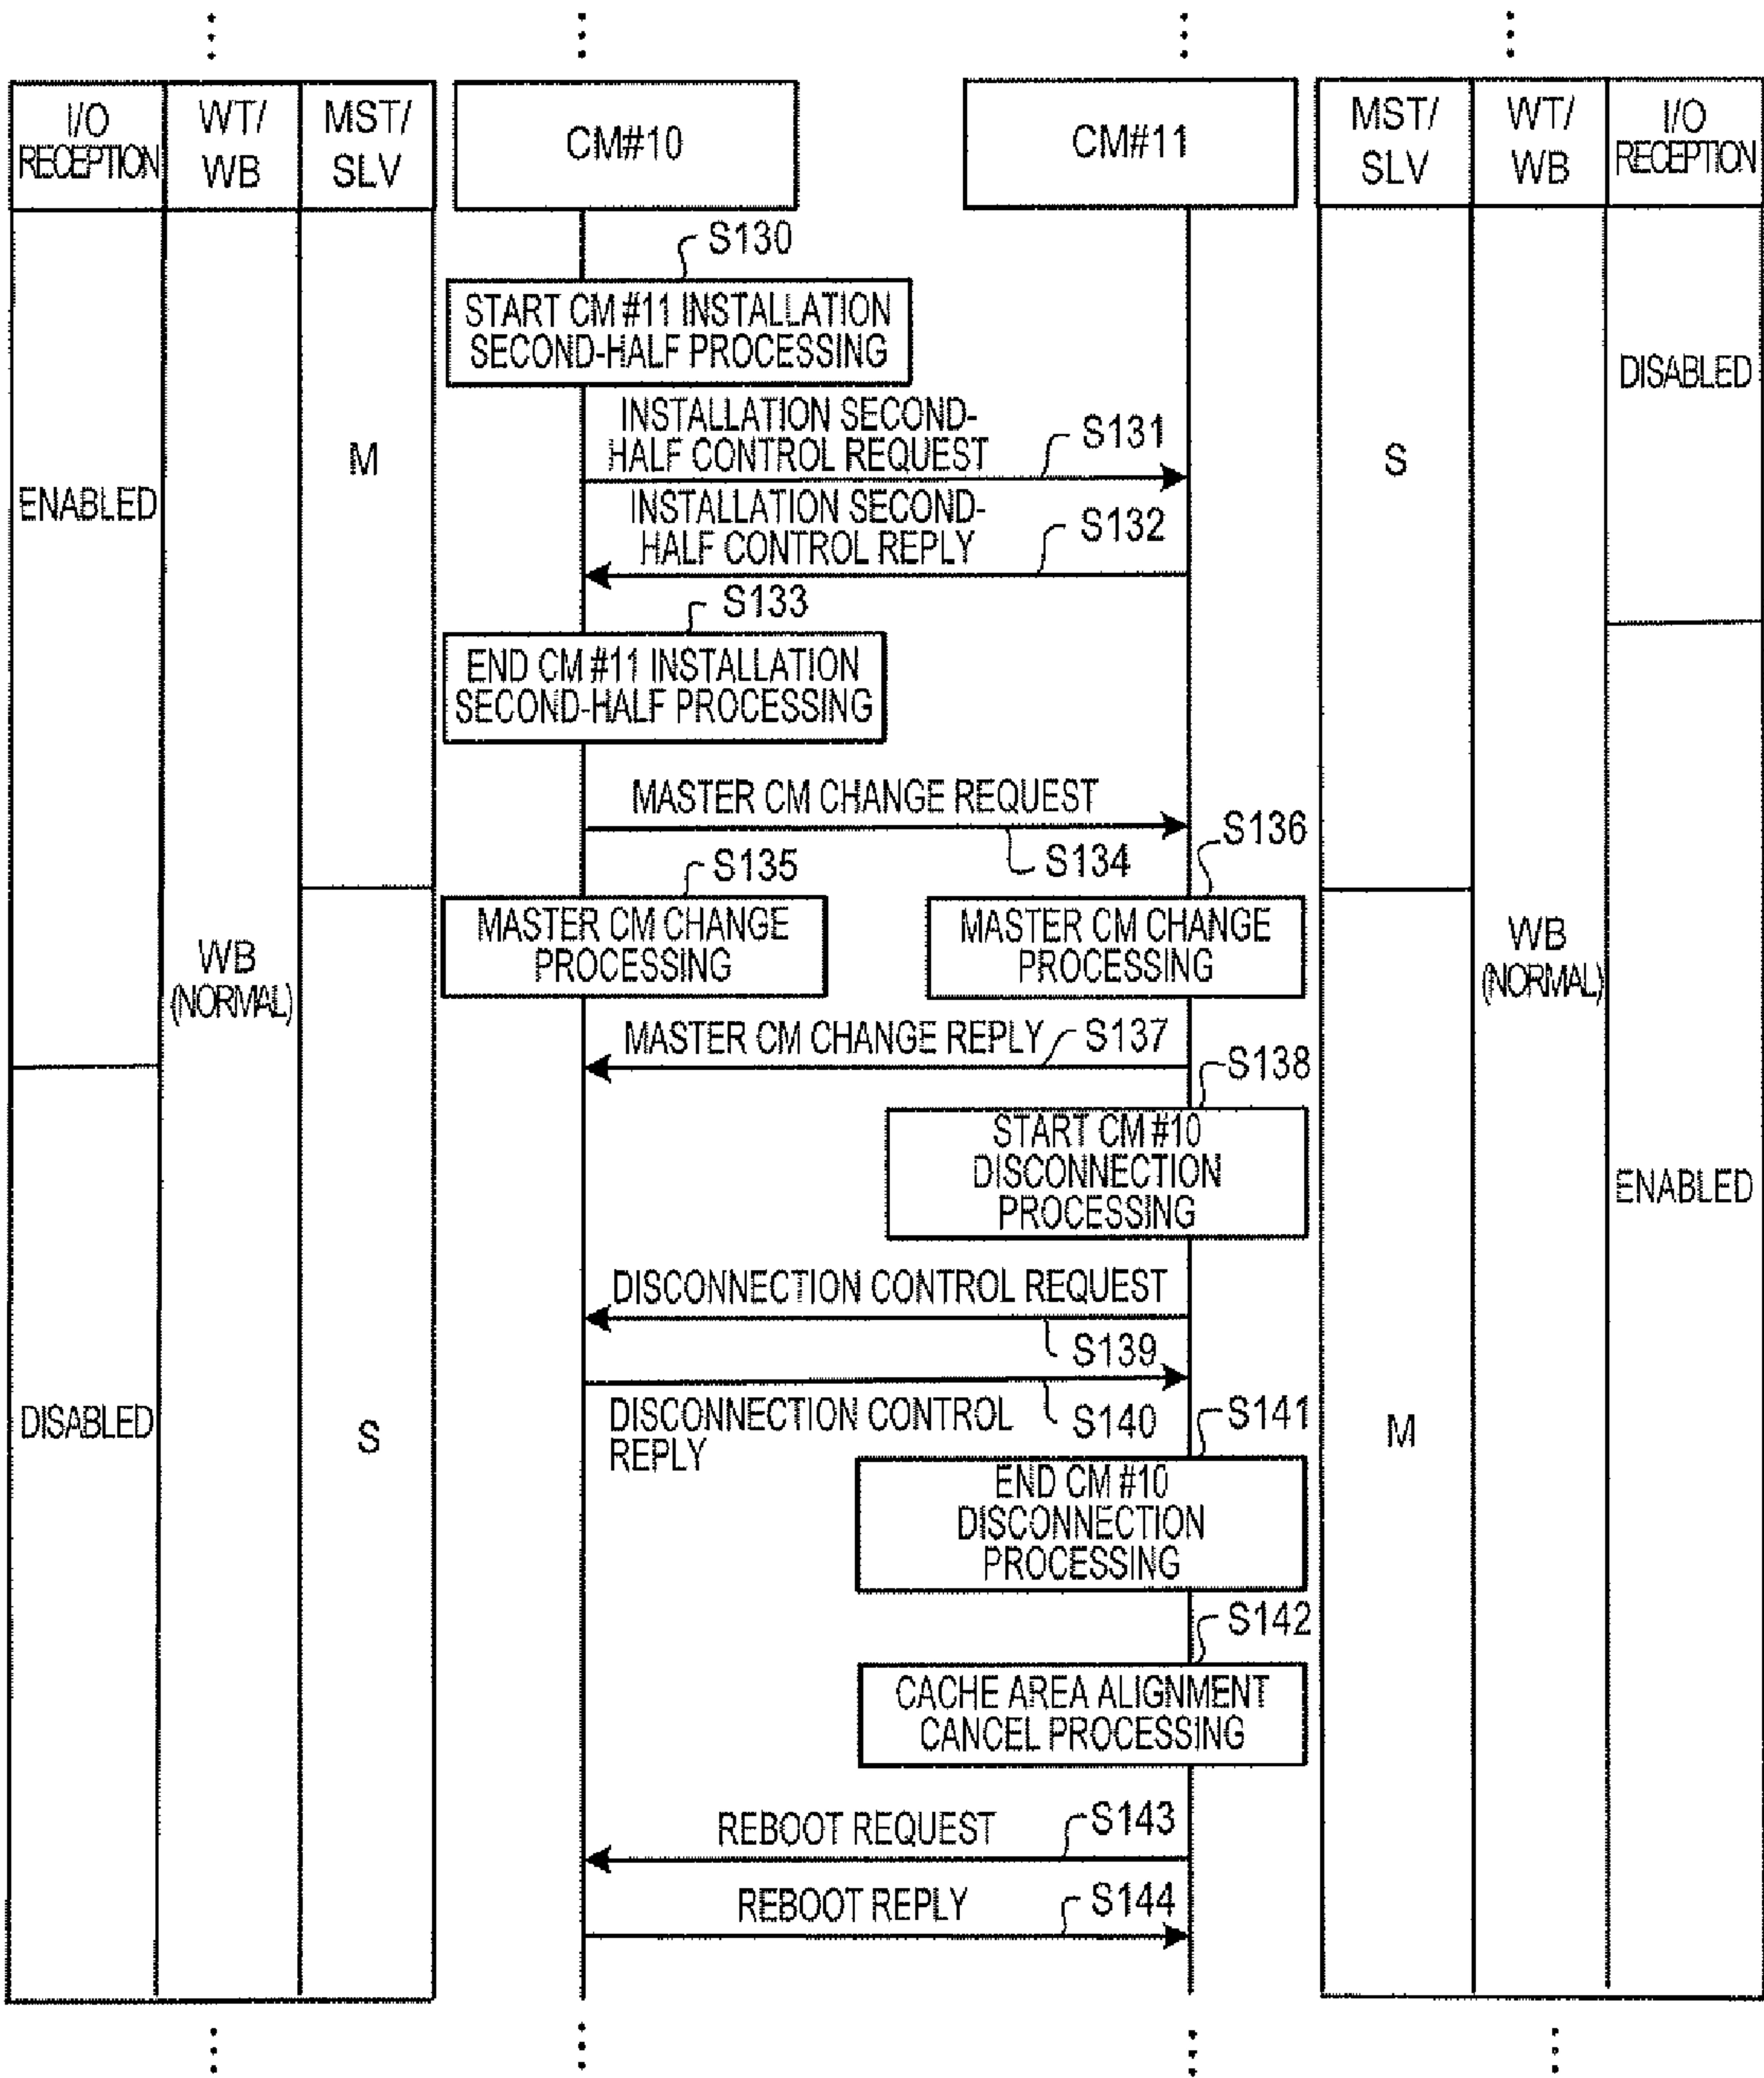 I/O
RECEPTION
WT/
WB
MST/
SLV
CM#10
CM#11
MST/
SLV
WT/
WB
I/O
RECEPTION
S130
START CM #11 INSTALLATION
SECOND-HALF PROCESSING
DISABLED
INSTALLATION SECOND-
HALF CONTROL REQUEST
S131
M
S
ENABLED
INSTALLATION SECOND-
HALF CONTROL REPLY
S132
S133
END CM #11 INSTALLATION
SECOND-HALF PROCESSING
MASTER CM CHANGE REQUEST
S134
S135
S136
MASTER CM CHANGE
PROCESSING
MASTER CM CHANGE
PROCESSING
WB
(NORMAL)
WB
(NORMAL)
MASTER CM CHANGE REPLY
S137
S138
START CM #10
DISCONNECTION
PROCESSING
ENABLED
DISCONNECTION CONTROL REQUEST
S139
DISABLED
S
DISCONNECTION CONTROL
REPLY
S140
S141
M
END CM #10
DISCONNECTION
PROCESSING
S142
CACHE AREA ALIGNMENT
CANCEL PROCESSING
REBOOT REQUEST
S143
REBOOT REPLY
S144